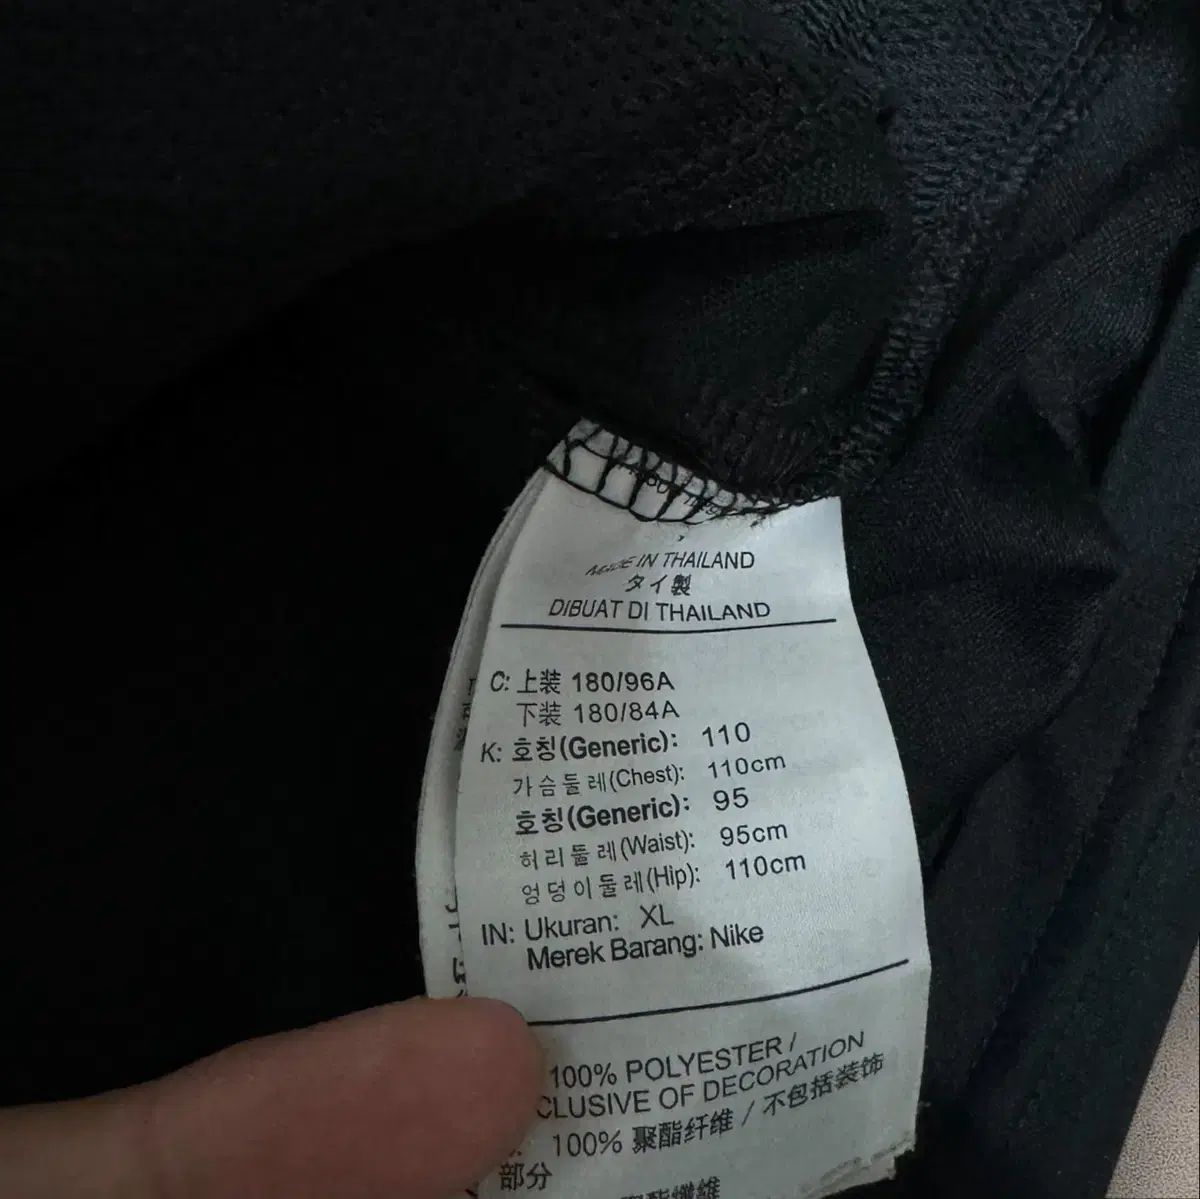 MADE IN THAILAND
タイ製
DIBUAT DI THAILAND
C: 上装 180/96A
下装 180/84A
K: 호칭(Generic): 110
가슴둘레(Chest): 110cm
호칭(Generic): 95
허리둘레(Waist): 95cm
엉덩이둘레(Hip): 110cm
IN: Ukuran: XL
Merek Barang: Nike
100% POLYESTER /
CLUSIVE OF DECORATION
100% 聚酯纤维 / 不包括装饰
部分